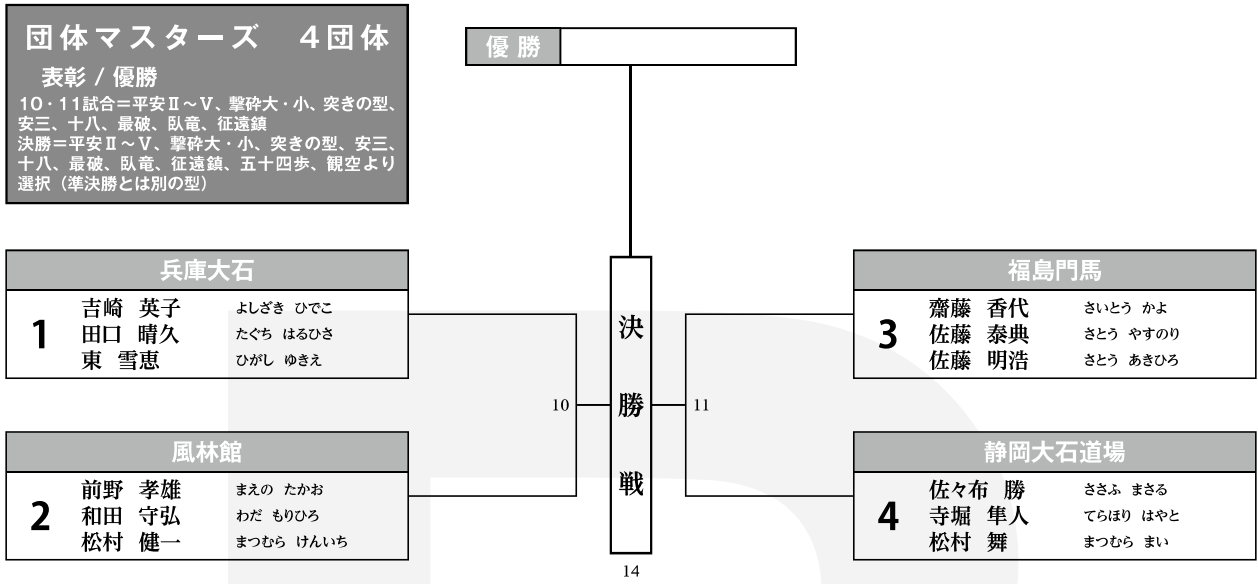 団体マスターズ　４団体
表彰 / 優勝
10・11試合＝平安Ⅱ～Ⅴ、撃砕大・小、突きの型、
安三、十八、最破、臥竜、征遠鎮
決勝＝平安Ⅱ～Ⅴ、撃砕大・小、突きの型、安三、
十八、最破、臥竜、征遠鎮、五十四歩、観空より
選択（準決勝とは別の型）
優勝
兵庫大石
1
吉崎　英子　よしざき ひでこ
田口　晴久　たぐち はるひさ
東　雪恵　ひがし ゆきえ
風林館
2
前野　孝雄　まえの たかお
和田　守弘　わだ もりひろ
松村　健一　まつむら けんいち
10
決勝戦
11
14
福島門馬
3
齋藤　香代　さいとう かよ
佐藤　泰典　さとう やすのり
佐藤　明浩　さとう あきひろ
静岡大石道場
4
佐々布　勝　ささふ まさる
寺堀　隼人　てらほり はやと
松村　舞　まつむら まい